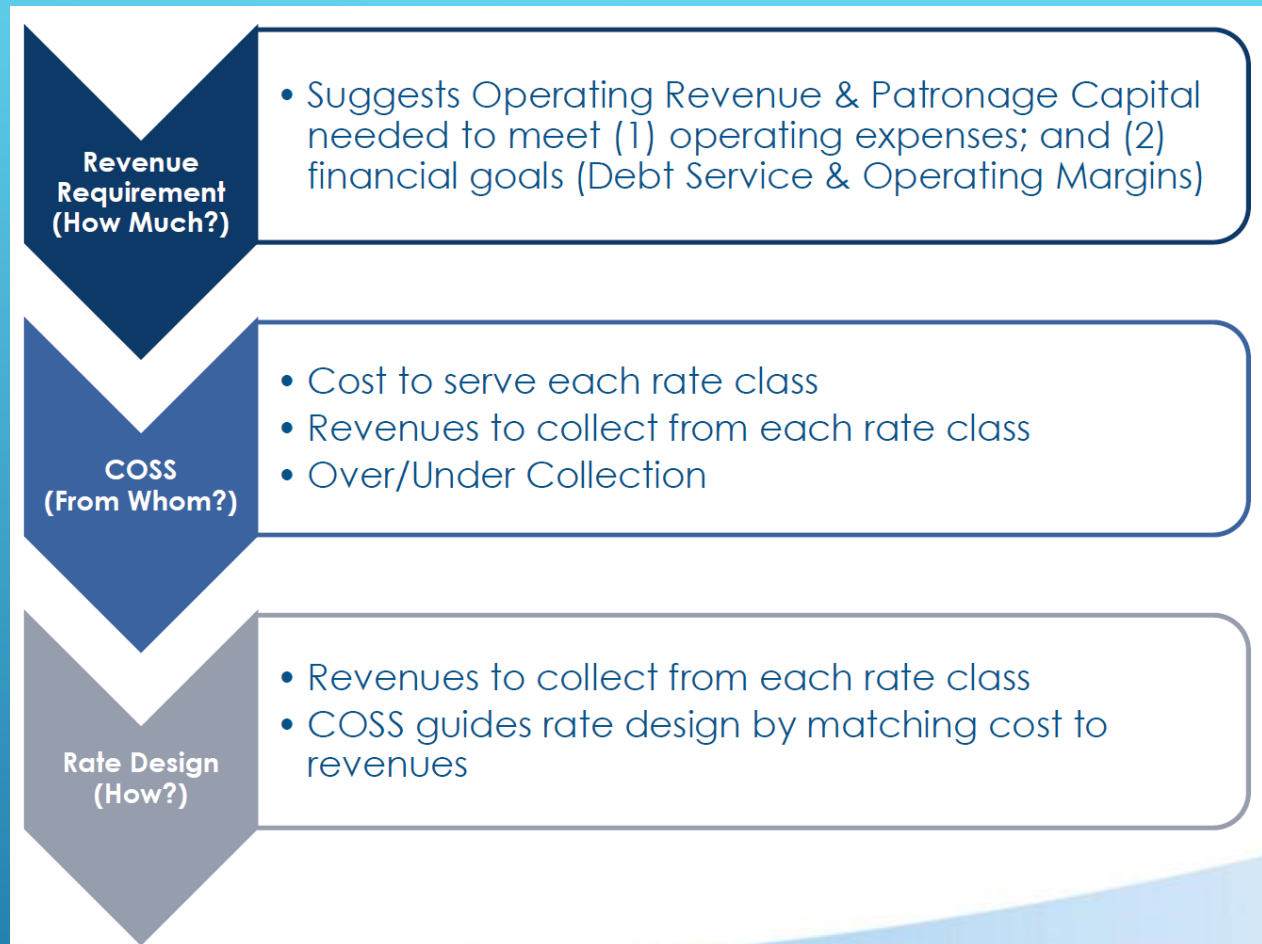 Revenue
Requirement
(How Much?)
• Suggests Operating Revenue & Patronage Capital
needed to meet (1) operating expenses; and (2)
financial goals (Debt Service & Operating Margins)
COSS
(From Whom?)
• Cost to serve each rate class
• Revenues to collect from each rate class
• Over/Under Collection
Rate Design
(How?)
• Revenues to collect from each rate class
• COSS guides rate design by matching cost to
revenues